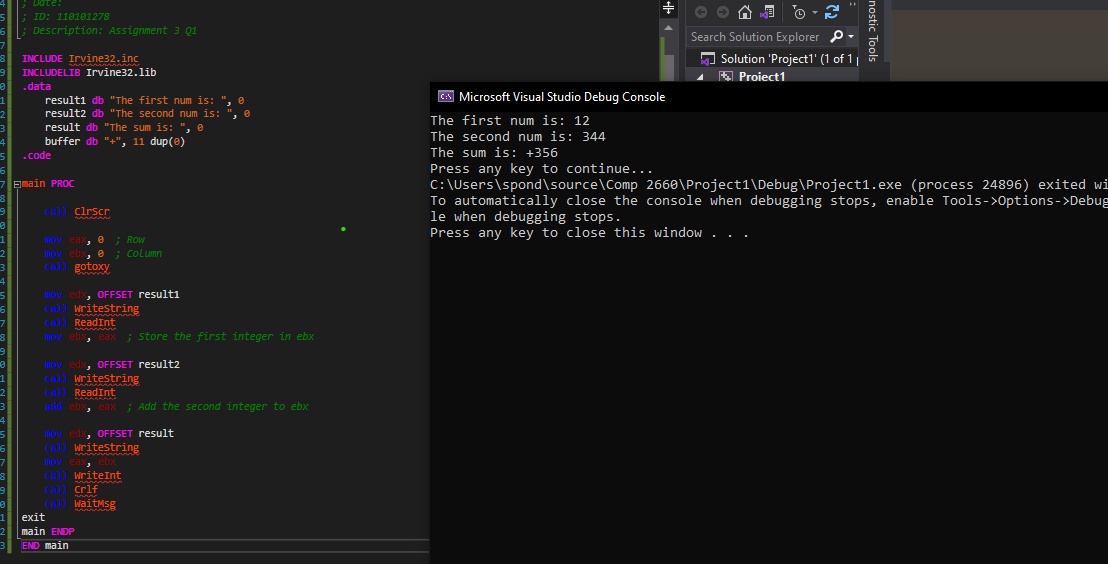 ; Date:
; ID: 110101278
; Description: Assignment 3 Q1
INCLUDE Irvine32.inc
INCLUDELIB Irvine32.lib
.data
result1 db "The first num is: ", 0
result2 db "The second num is: ", 0
result db "The sum is: ", 0
buffer db "+", 11 dup(0)
.code
main PROC
call ClrScr
mov eax, 0 ; Row
mov ebx, 0 ; Column
call gotoxy
mov edx, OFFSET result1
call WriteString
call ReadInt
mov ebx, eax ; Store the first integer in ebx
mov edx, OFFSET result2
call WriteString
call ReadInt
add ebx, eax ; Add the second integer to ebx
mov edx, OFFSET result
call WriteString
mov eax, ebx
call WriteInt
call Crlf
call WaitMsg
exit
main ENDP
END main
Search Solution Explorer
Solution 'Project1' (1 of 1 p
Project1
nostic Tools
Microsoft Visual Studio Debug Console
The first num is: 12
The second num is: 344
The sum is: +356
Press any key to continue...
C:\Users\spond\source\Comp 2660\Project1\Debug\Project1.exe (process 24896) exited wi
To automatically close the console when debugging stops, enable Tools->Options->Debug
le when debugging stops.
Press any key to close this window . . .